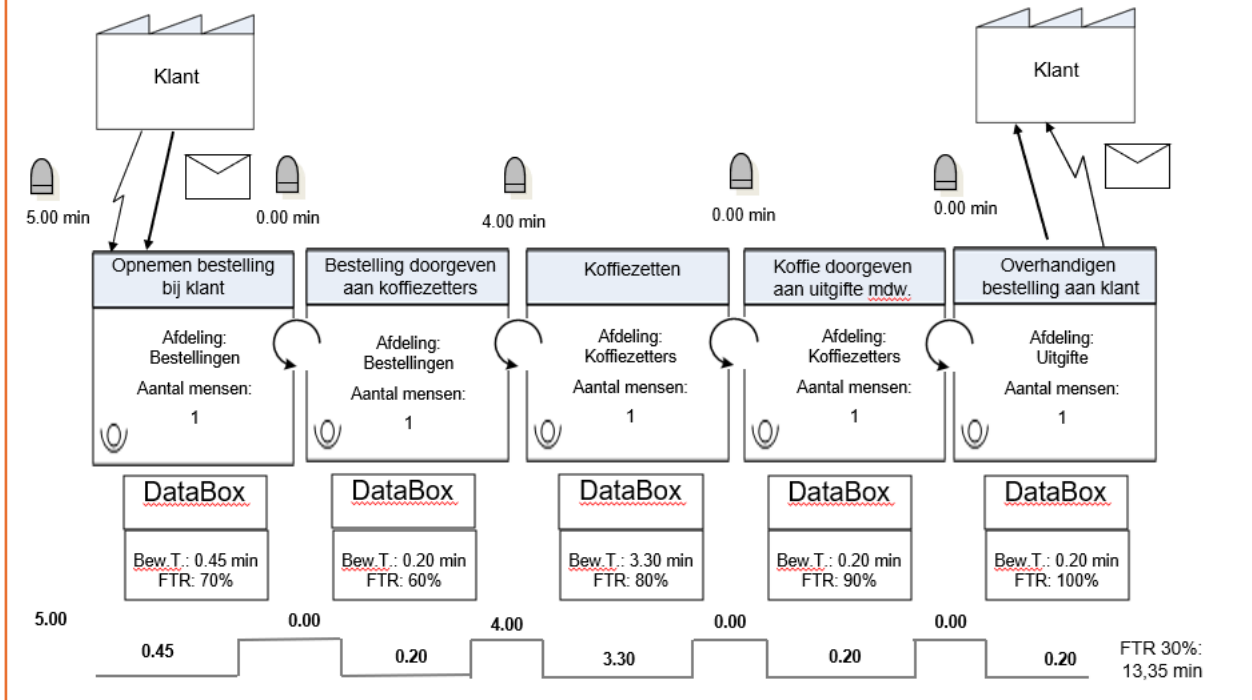 Klant
Klant
5.00 min
0.00 min
4.00 min
0.00 min
0.00 min
Opnemen bestelling
bij klant
Afdeling:
Bestellingen
Aantal mensen:
1
Bestelling doorgeven
aan koffiezetters
Afdeling:
Bestellingen
Aantal mensen:
1
Koffiezetten
Afdeling:
Koffiezetters
Aantal mensen:
1
Koffie doorgeven
aan uitgifte mdw.
Afdeling:
Koffiezetters
Aantal mensen:
1
Overhandigen
bestelling aan klant
Afdeling:
Uitgifte
Aantal mensen:
1
DataBox
Bew.T.: 0.45 min
FTR: 70%
DataBox
Bew.T.: 0.20 min
FTR: 60%
DataBox
Bew.T.: 3.30 min
FTR: 80%
DataBox
Bew.T.: 0.20 min
FTR: 90%
DataBox
Bew.T.: 0.20 min
FTR: 100%
5.00
0.45
0.00
0.20
4.00
3.30
0.00
0.20
0.00
0.20
FTR 30%:
13,35 min